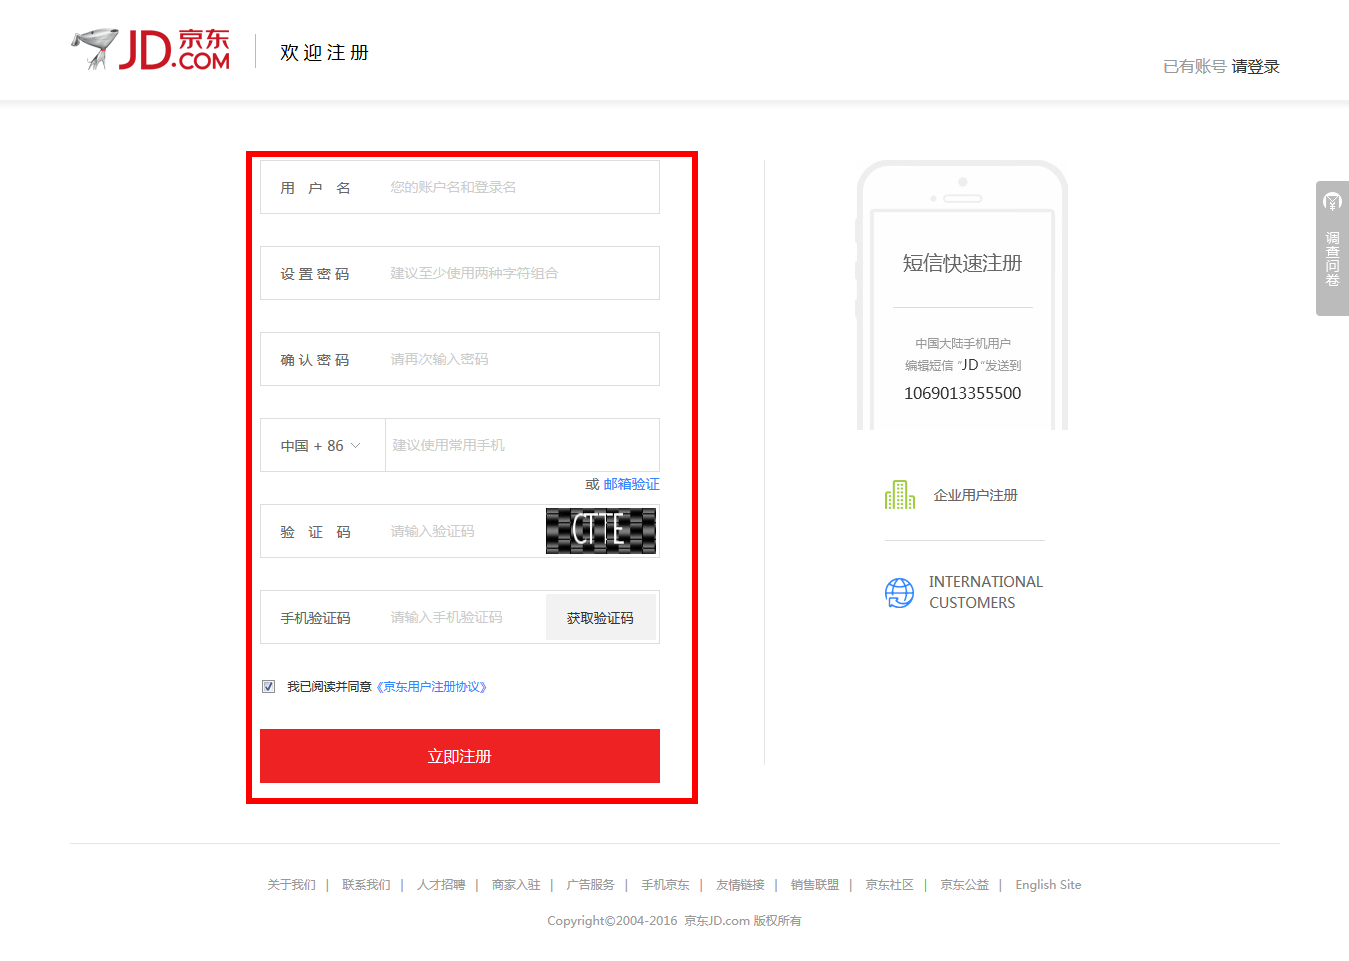 JD.COM 京东
欢迎注册
已有账号 请登录
用 户 名 您的账户名和登录名
设 置 密 码 建议至少使用两种字符组合
确 认 密 码 请再次输入密码
中国 + 86 建议使用常用手机
或 邮箱验证
验 证 码 请输入验证码 CTTE
手机验证码 请输入手机验证码 获取验证码
我已阅读并同意《京东用户注册协议》
立即注册
短信快速注册
中国大陆手机用户
编辑短信 “JD”发送到
1069013355500
企业用户注册
INTERNATIONAL
CUSTOMERS
调查问卷
关于我们 | 联系我们 | 人才招聘 | 商家入驻 | 广告服务 | 手机京东 | 友情链接 | 销售联盟 | 京东社区 | 京东公益 | English Site
Copyright©2004-2016 京东JD.com 版权所有